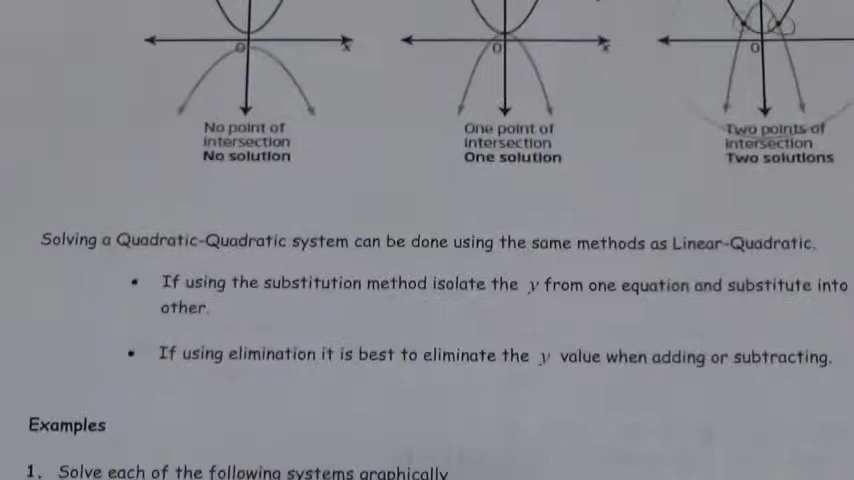 O x
O x
O
No point of
intersection
No solution
One point of
intersection
One solution
Two points of
intersection
Two solutions
Solving a Quadratic-Quadratic system can be done using the same methods as Linear-Quadratic.
• If using the substitution method isolate the y from one equation and substitute into
other.
• If using elimination it is best to eliminate the y value when adding or subtracting.
Examples
1. Solve each of the following systems graphically